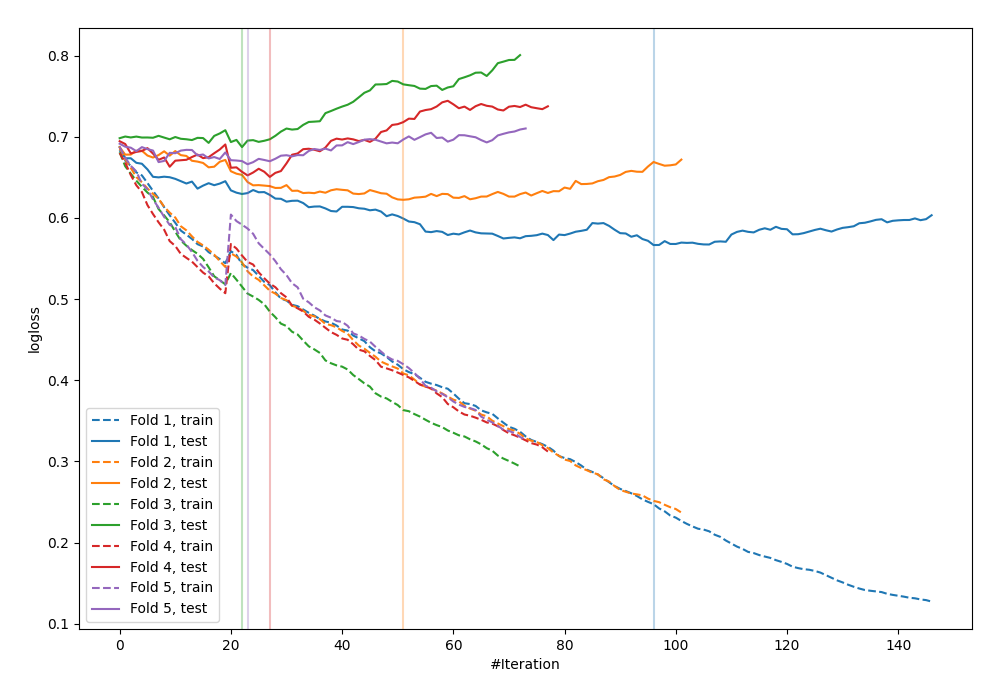 0.8
0.7
0.6
0.5
0.4
0.3
0.2
0.1
logloss
Fold 1, train
Fold 1, test
Fold 2, train
Fold 2, test
Fold 3, train
Fold 3, test
Fold 4, train
Fold 4, test
Fold 5, train
Fold 5, test
0 20 40 60 80 100 120 140
#Iteration